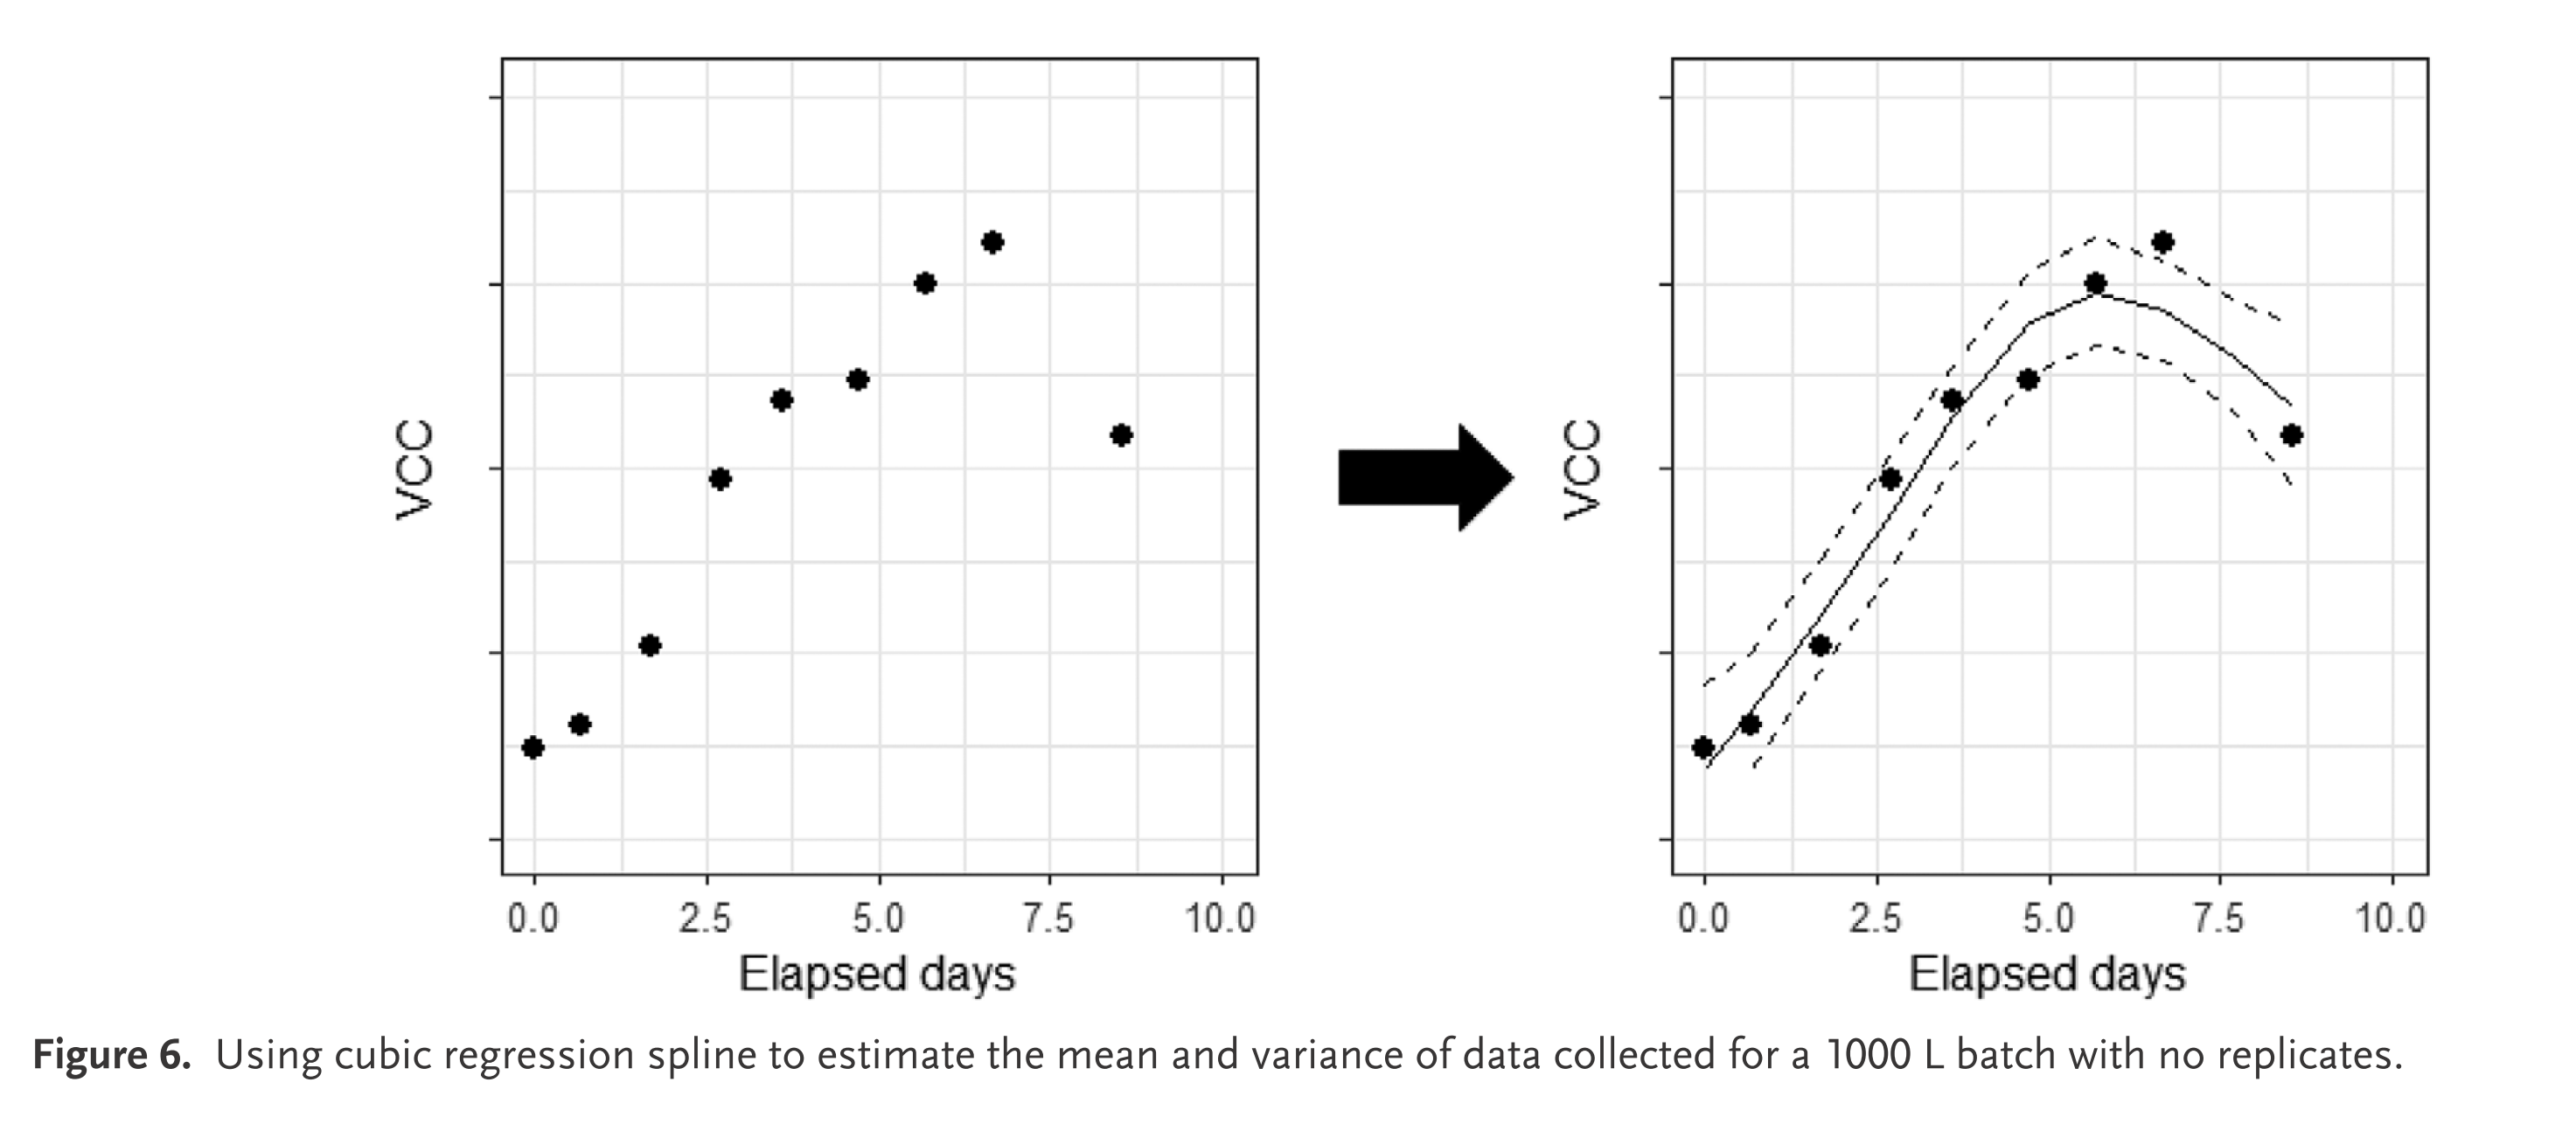 VCC
0.0 2.5 5.0 7.5 10.0
Elapsed days
VCC
0.0 2.5 5.0 7.5 10.0
Elapsed days
Figure 6. Using cubic regression spline to estimate the mean and variance of data collected for a 1000 L batch with no replicates.